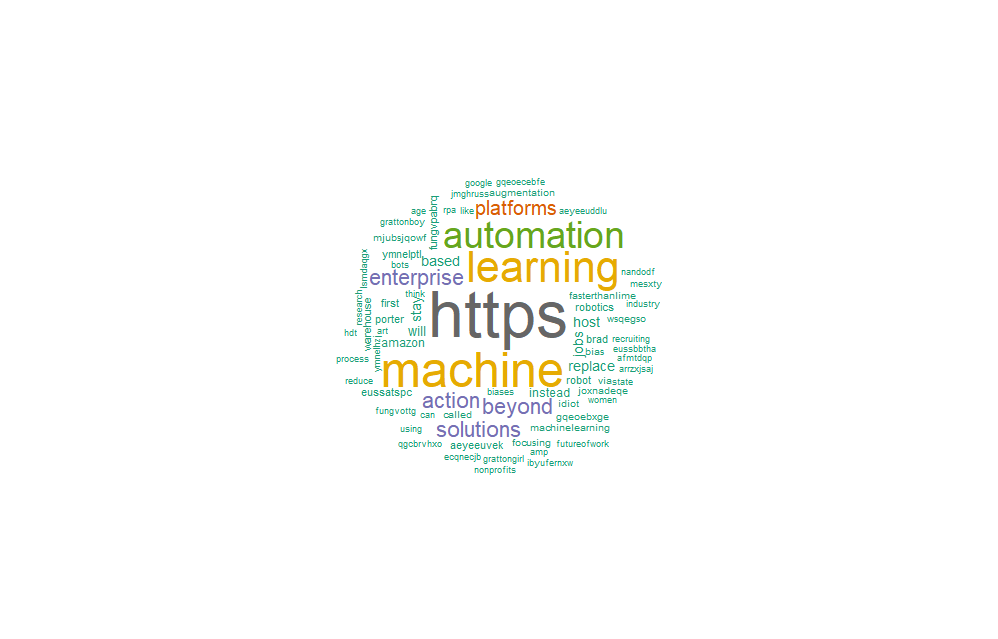 google gqeoecebfe
jmghruss augmentation
age rpa like platforms aeyeeuddlu
grattonboy fungvpabrq
mjubsjqowf automation
ymnelptl based learning
bots enterprise nandodf
lsmdaqgx mesxty
think https fasterthanlime
research first stay robotics industry
porter host wsqegso
hdt warehouse art will jobs brad recruiting
amazon bias eussbbtha
process machine replace afmtdqp
arrzxjsaj
reduce robot via state
eussatspc biases instead joxnadeqe
action beyond idiot women
fungvottg can called gqeoebxge
using solutions machinelearning
qgcbrvhxo aeyeeuvek focusing futureofwork
amp
ecqnecjb grattongirl ibyufernxw
nonprofits